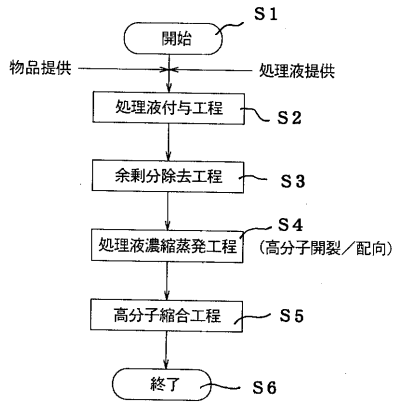 S1
開始
物品提供
処理液提供
処理液付与工程
S2
余剰分除去工程
S3
S4
処理液濃縮蒸発工程
(高分子開裂/配向)
高分子縮合工程
S5
終了
S6